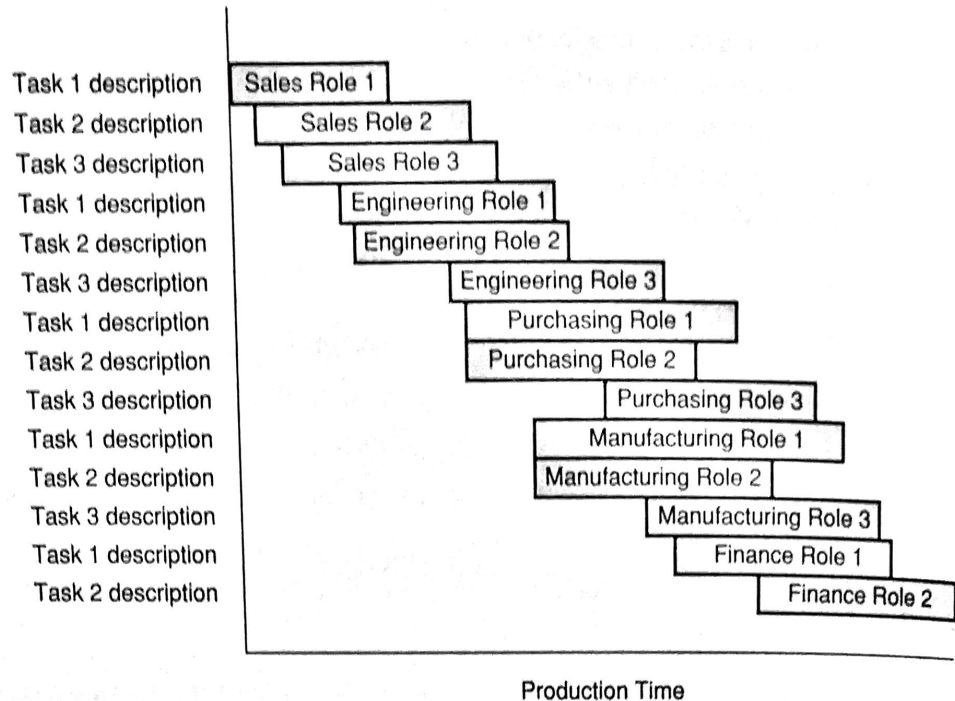 Task 1 description Sales Role 1
Task 2 description Sales Role 2
Task 3 description Sales Role 3
Task 1 description Engineering Role 1
Task 2 description Engineering Role 2
Task 3 description Engineering Role 3
Task 1 description Purchasing Role 1
Task 2 description Purchasing Role 2
Task 3 description Purchasing Role 3
Task 1 description Manufacturing Role 1
Task 2 description Manufacturing Role 2
Task 3 description Manufacturing Role 3
Task 1 description Finance Role 1
Task 2 description Finance Role 2
Production Time